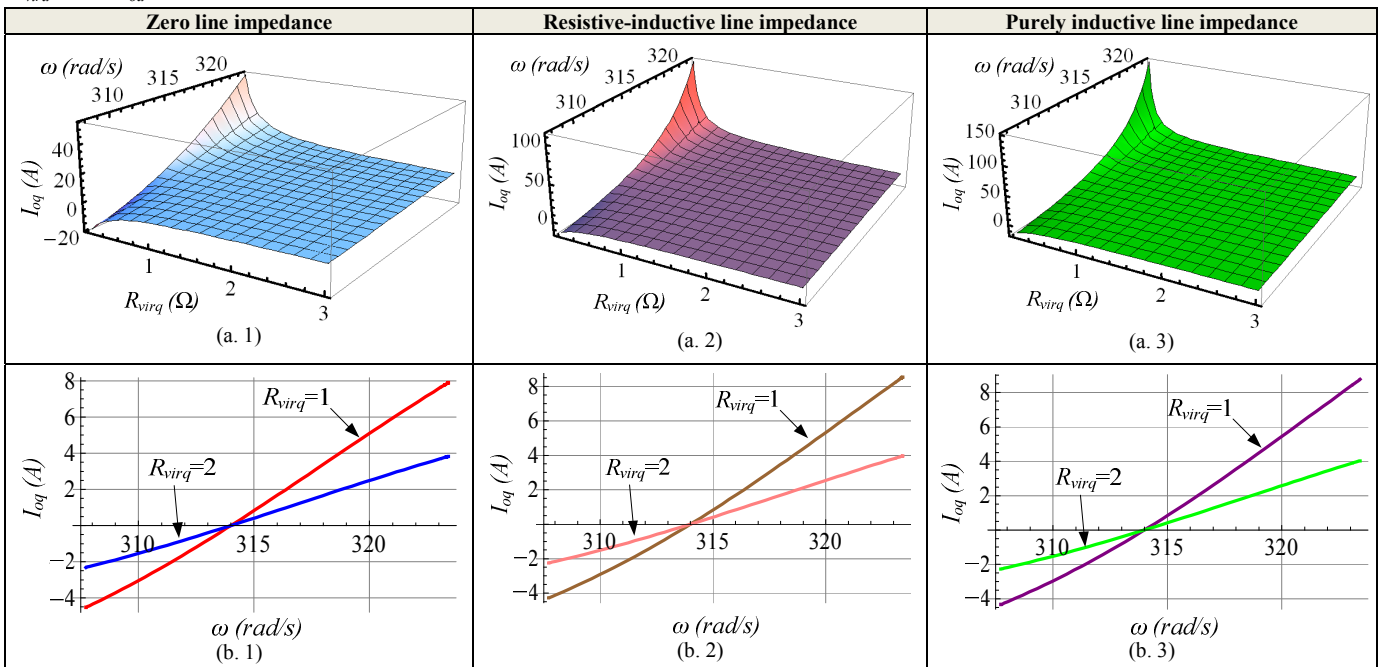 Zero line impedance
Resistive-inductive line impedance
Purely inductive line impedance
ω (rad/s)
310
315
320
40
20
0
−20
I_oq (A)
1
2
3
R_virq (Ω)
(a. 1)
ω (rad/s)
310
315
320
100
50
0
I_oq (A)
1
2
3
R_virq (Ω)
(a. 2)
ω (rad/s)
310
315
320
150
100
50
0
I_oq (A)
1
2
3
R_virq (Ω)
(a. 3)
8
6
4
2
−2
−4
I_oq (A)
R_virq=1
R_virq=2
310
315
320
ω (rad/s)
(b. 1)
8
6
4
2
−2
−4
I_oq (A)
R_virq=1
R_virq=2
310
315
320
ω (rad/s)
(b. 2)
8
6
4
2
−2
−4
I_oq (A)
R_virq=1
R_virq=2
310
315
320
ω (rad/s)
(b. 3)